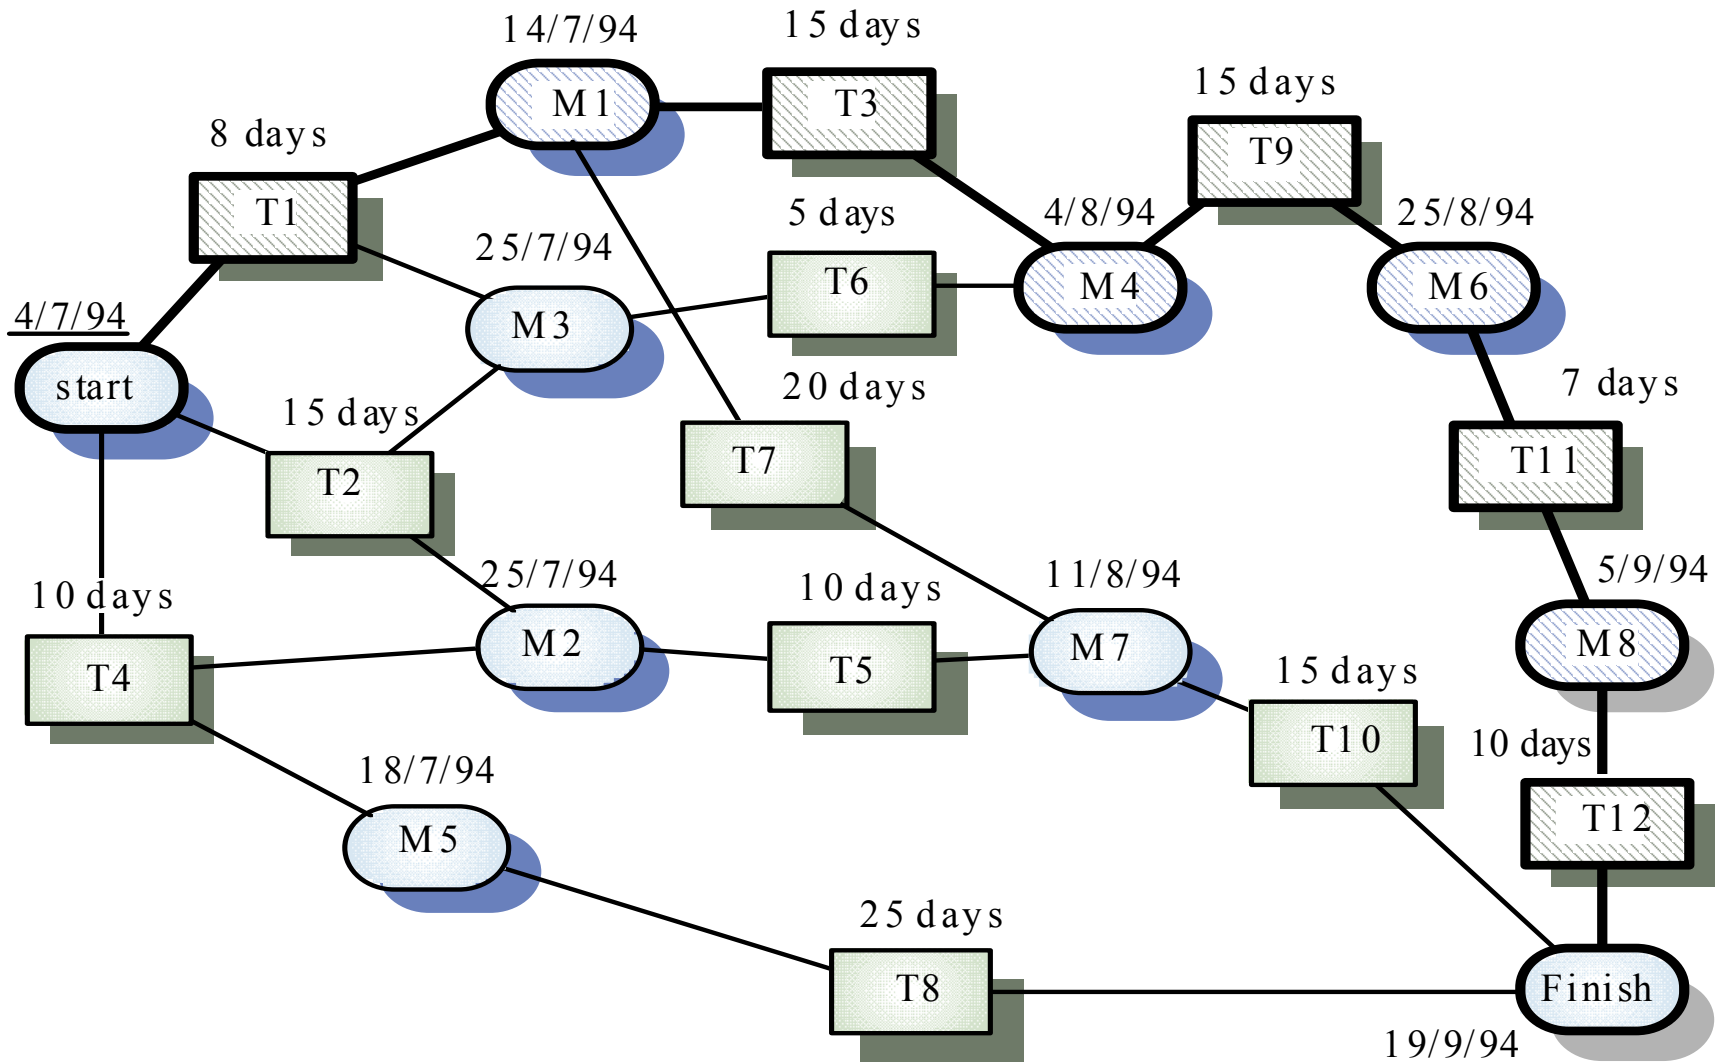 14/7/94
15 days
M1
T3
15 days
8 days
T9
T1
5 days
4/8/94
25/8/94
25/7/94
T6
M4
M6
4/7/94
M3
start
20 days
7 days
15 days
T7
T11
T2
25/7/94
10 days
11/8/94
5/9/94
10 days
M2
M7
M8
T4
T5
15 days
T10
10 days
18/7/94
M5
T12
25 days
T8
Finish
19/9/94